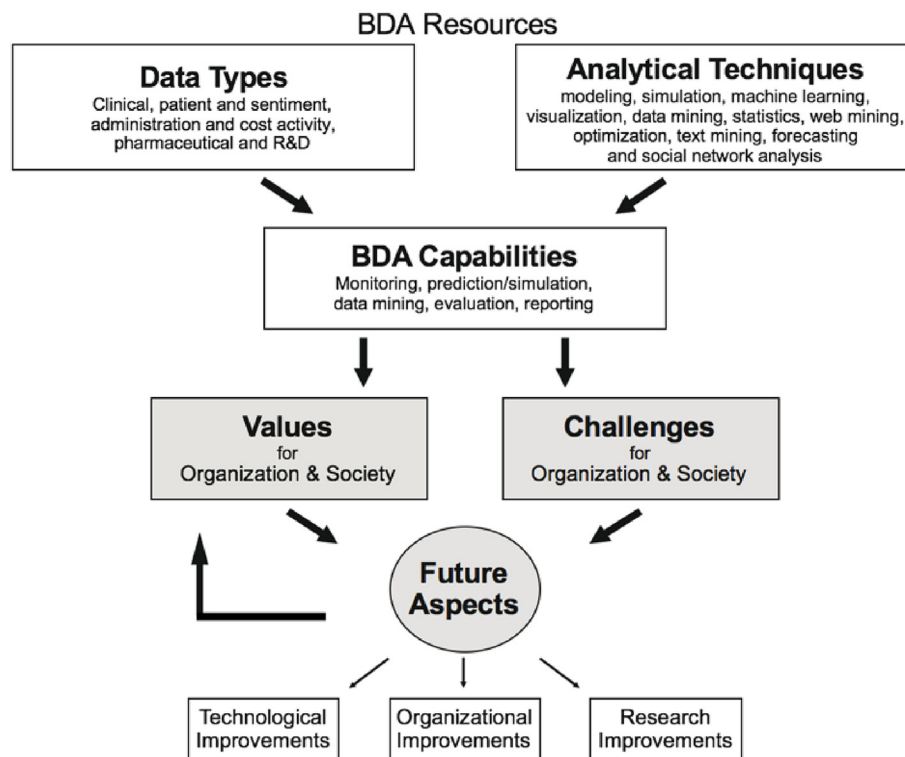 BDA Resources
Data Types
Clinical, patient and sentiment,
administration and cost activity,
pharmaceutical and R&D
Analytical Techniques
modeling, simulation, machine learning,
visualization, data mining, statistics, web mining,
optimization, text mining, forecasting
and social network analysis
BDA Capabilities
Monitoring, prediction/simulation,
data mining, evaluation, reporting
Values
for
Organization & Society
Challenges
for
Organization & Society
Future
Aspects
Technological
Improvements
Organizational
Improvements
Research
Improvements